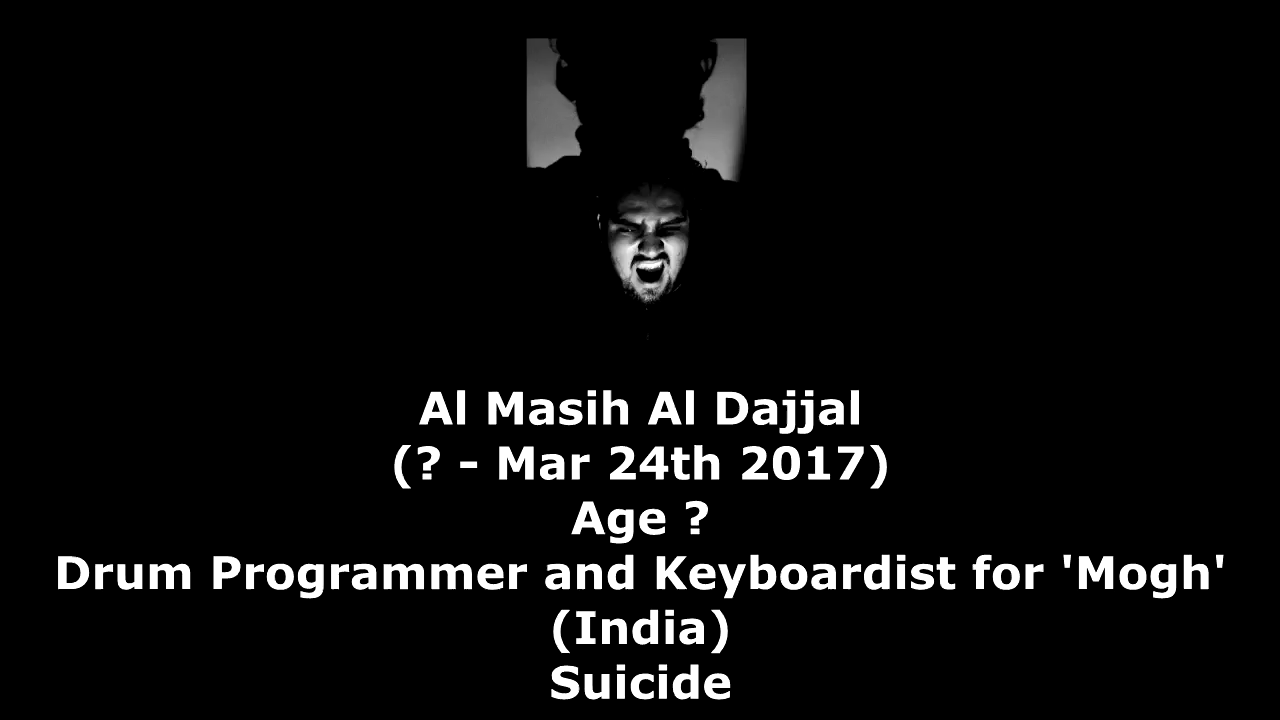 Al Masih Al Dajjal
(? - Mar 24th 2017)
Age ?
Drum Programmer and Keyboardist for 'Mogh'
(India)
Suicide